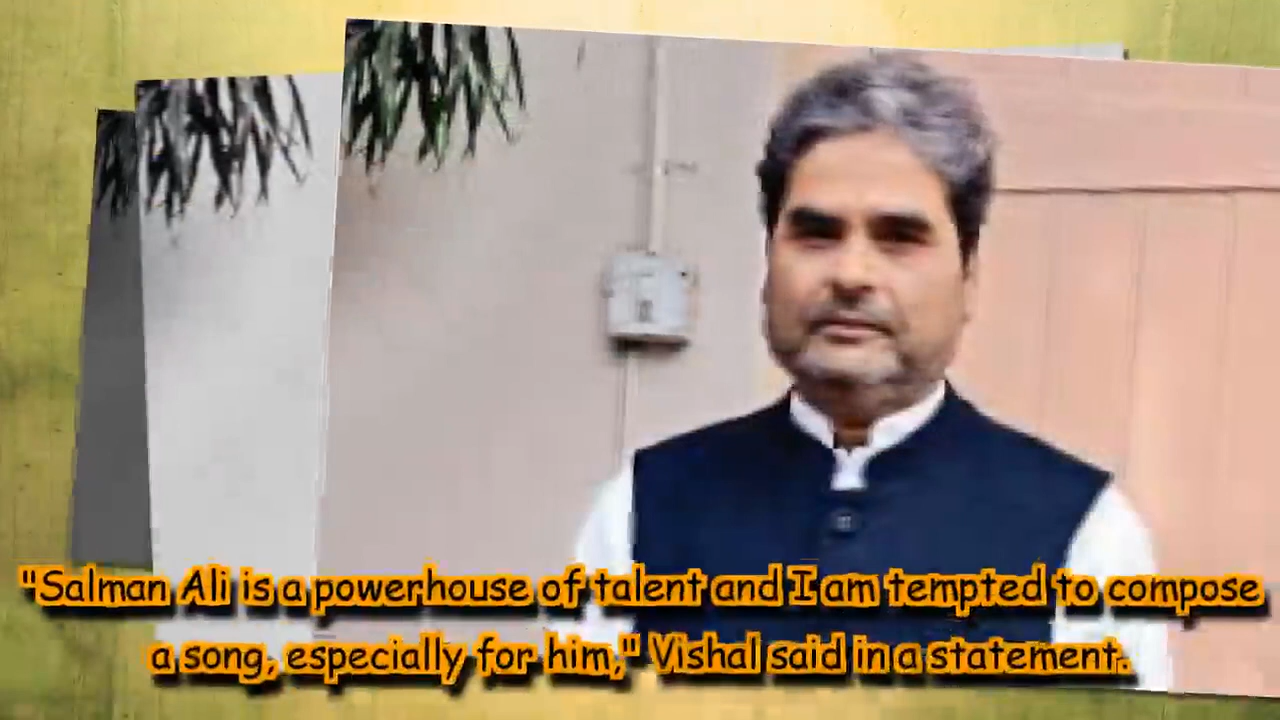 "Salman Ali is a powerhouse of talent and I am tempted to compose
a song, especially for him," Vishal said in a statement.